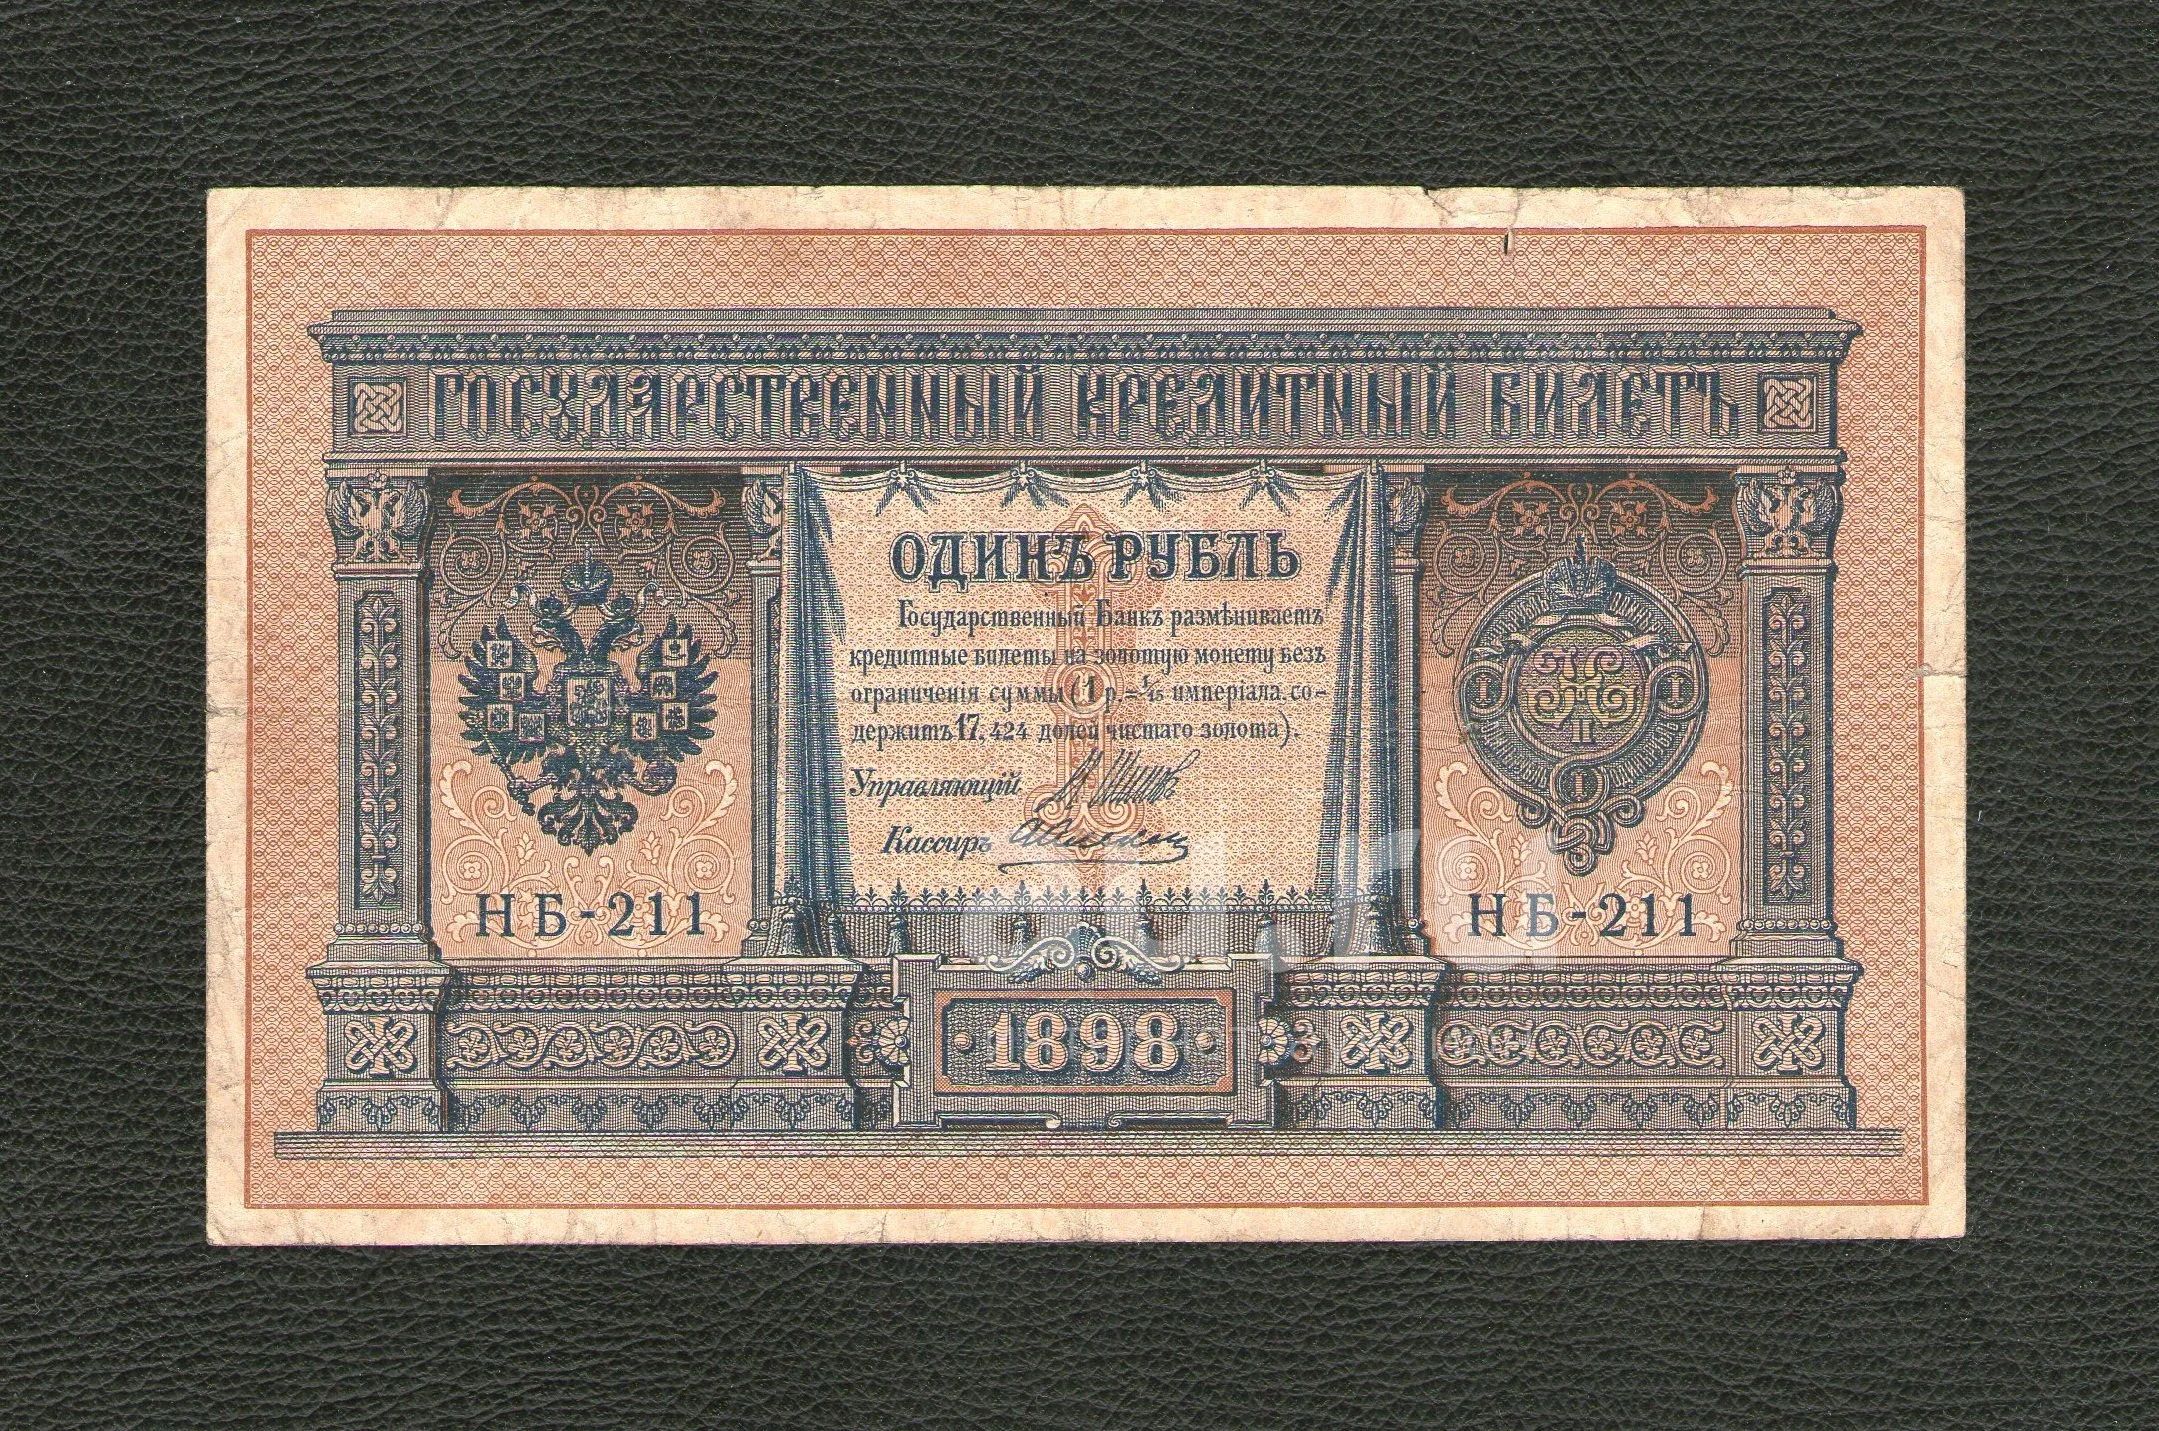 ГОСУДАРСТВЕННЫЙ КРЕДИТНЫЙ БИЛЕТЪ
ОДИНЪ РУБЛЬ
Государственный Банкъ размѣниваетъ
кредитные билеты на золотую монету безъ
ограниченія суммы (1 р.= 1/15 имперіала, со-
держитъ 17,424 долей чистаго золота).
Управляющій
Кассиръ
I I
I
НБ-211 НБ-211
1898